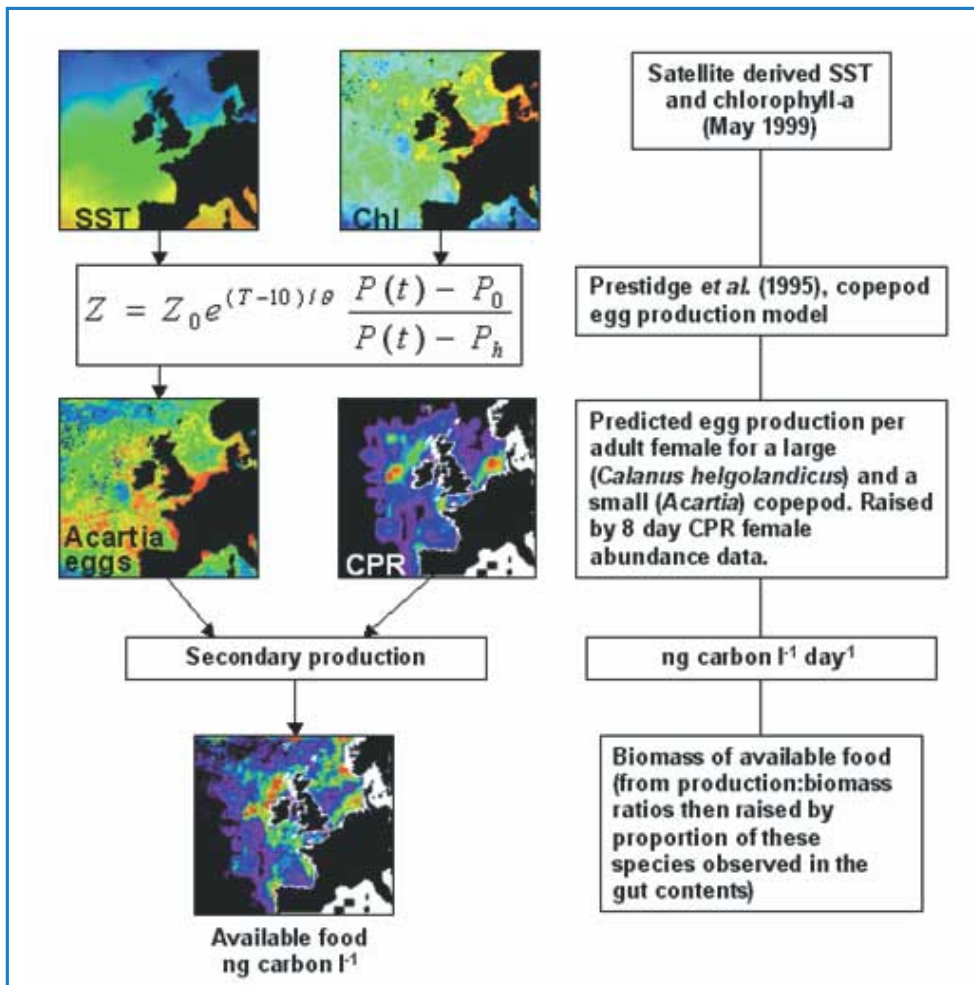 SST
Chl
Satellite derived SST
and chlorophyll-a
(May 1999)
Z = Z₀e^{(T-10)/θ} (P(t) - P₀) / (P(t) - Pₕ)
Prestidge et al. (1995), copepod
egg production model
Acartia
eggs
CPR
Predicted egg production per
adult female for a large
(Calanus helgolandicus) and a
small (Acartia) copepod. Raised
by 8 day CPR female
abundance data.
Secondary production
ng carbon l⁻¹ day⁻¹
Available food
ng carbon l⁻¹
Biomass of available food
(from production:biomass
ratios then raised by
proportion of these
species observed in the
gut contents)